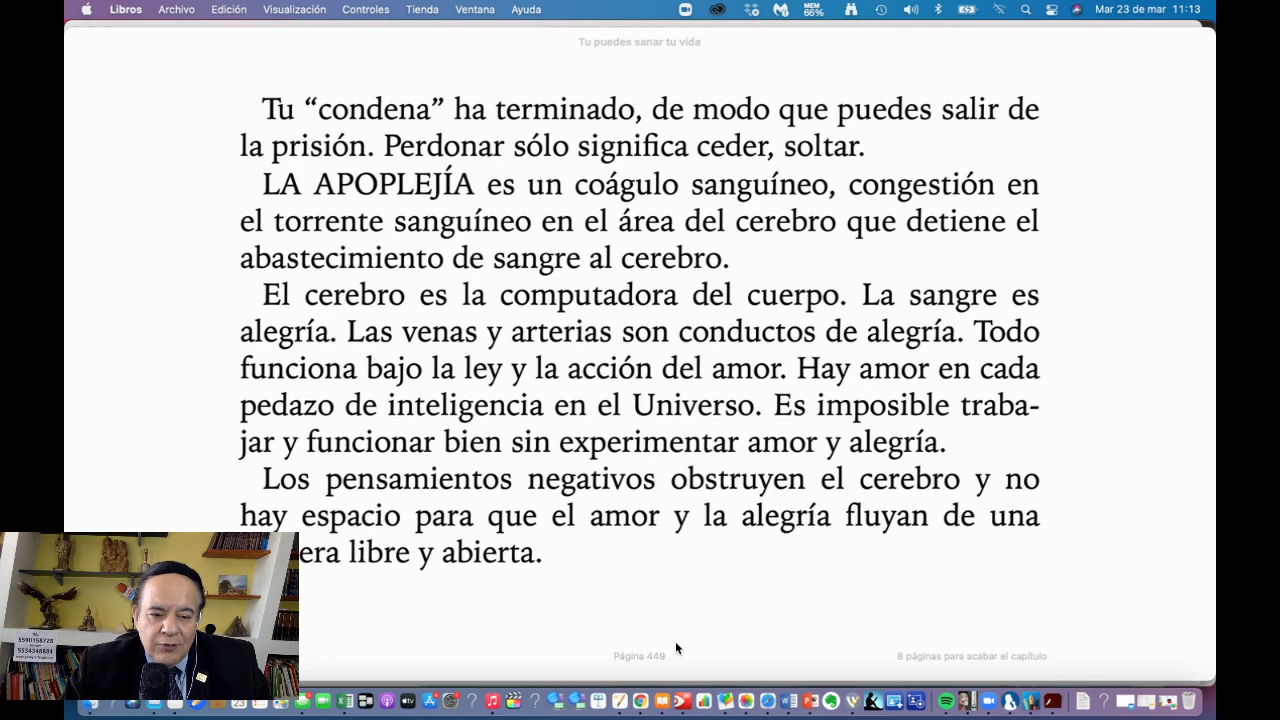 Libros Archivo Edición Visualización Controles Tienda Ventana Ayuda MEM 66% Mar 23 de mar 11:13
Tu puedes sanar tu vida
Tu “condena” ha terminado, de modo que puedes salir de
la prisión. Perdonar sólo significa ceder, soltar.
LA APOPLEJÍA es un coágulo sanguíneo, congestión en
el torrente sanguíneo en el área del cerebro que detiene el
abastecimiento de sangre al cerebro.
El cerebro es la computadora del cuerpo. La sangre es
alegría. Las venas y arterias son conductos de alegría. Todo
funciona bajo la ley y la acción del amor. Hay amor en cada
pedazo de inteligencia en el Universo. Es imposible traba-
jar y funcionar bien sin experimentar amor y alegría.
Los pensamientos negativos obstruyen el cerebro y no
hay espacio para que el amor y la alegría fluyan de una
era libre y abierta.
5534348884
Página 449
8 páginas para acabar el capítulo